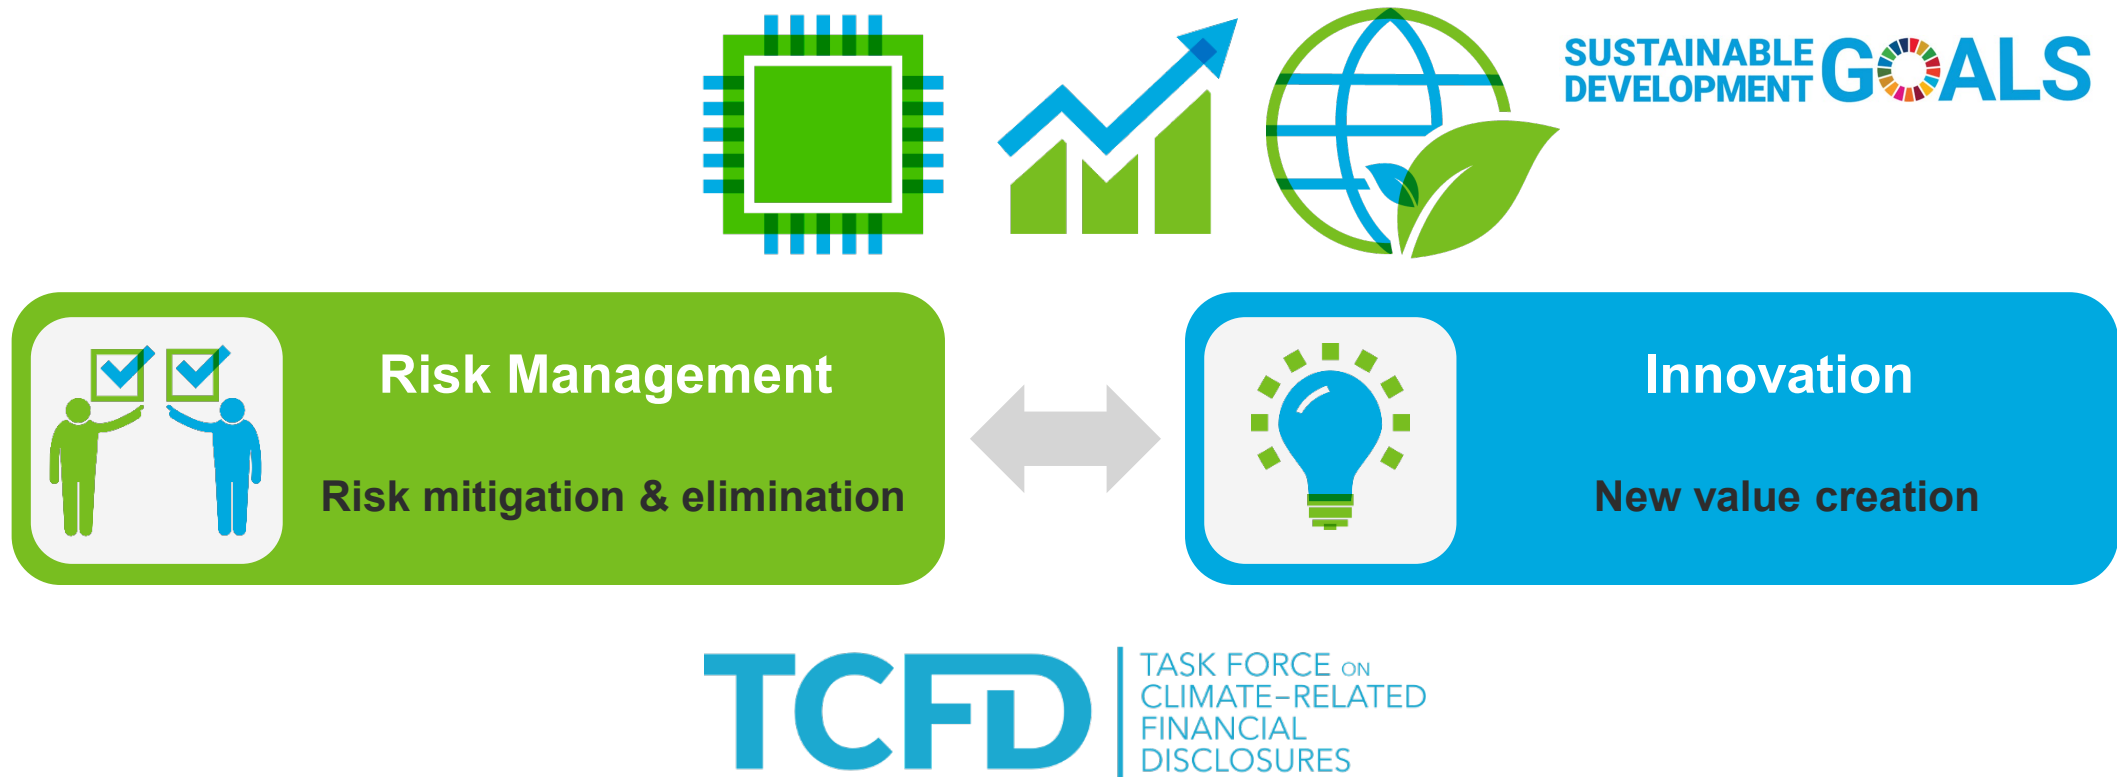 SUSTAINABLE
DEVELOPMENT GOALS
Risk Management
Risk mitigation & elimination
Innovation
New value creation
TCFD
TASK FORCE ON
CLIMATE-RELATED
FINANCIAL
DISCLOSURES